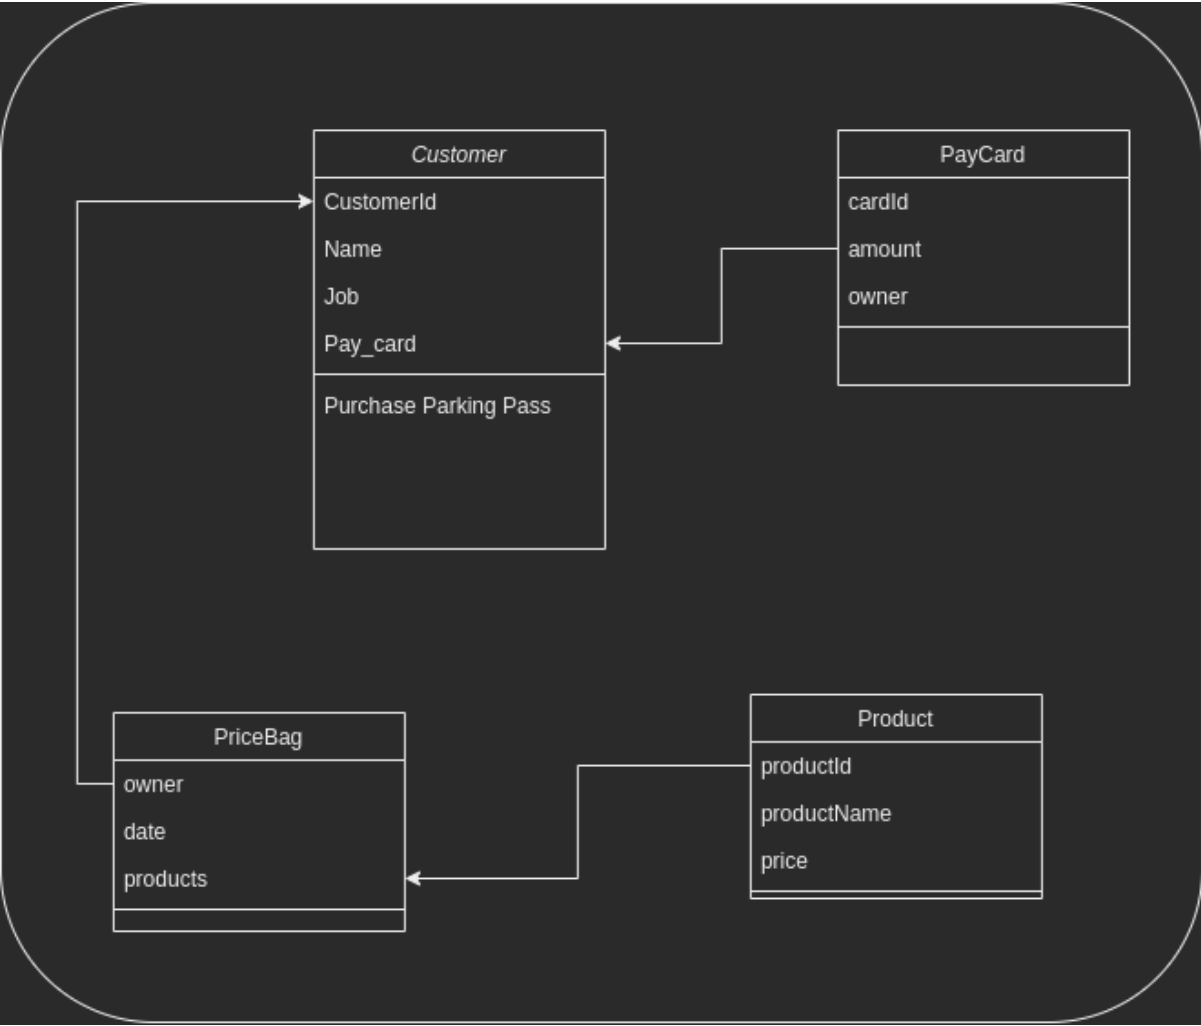 Customer
CustomerId
Name
Job
Pay_card
Purchase Parking Pass
PayCard
cardId
amount
owner
PriceBag
owner
date
products
Product
productId
productName
price